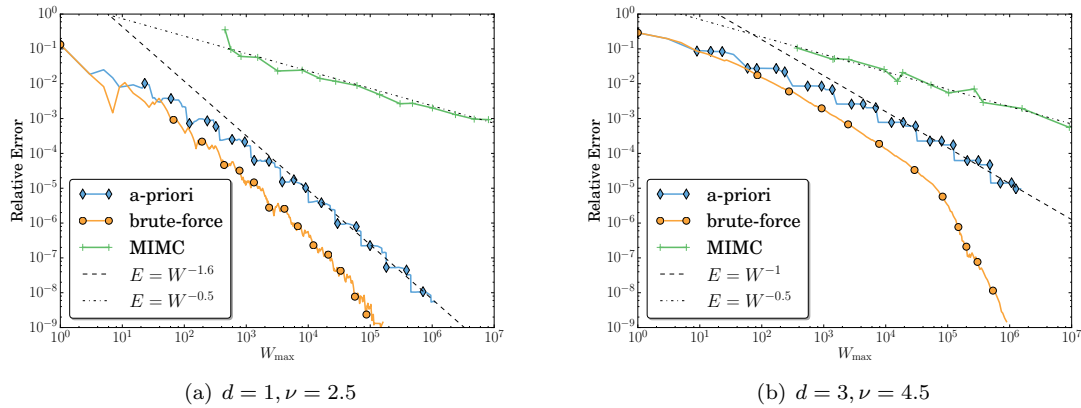 10^0
10^-1
10^-2
10^-3
10^-4
10^-5
10^-6
10^-7
10^-8
10^-9
Relative Error
a-priori
brute-force
MIMC
E = W^-1.6
E = W^-0.5
10^0 10^1 10^2 10^3 10^4 10^5 10^6 10^7
W_max
(a) d = 1, ν = 2.5
10^0
10^-1
10^-2
10^-3
10^-4
10^-5
10^-6
10^-7
10^-8
10^-9
Relative Error
a-priori
brute-force
MIMC
E = W^-1
E = W^-0.5
10^0 10^1 10^2 10^3 10^4 10^5 10^6 10^7
W_max
(b) d = 3, ν = 4.5